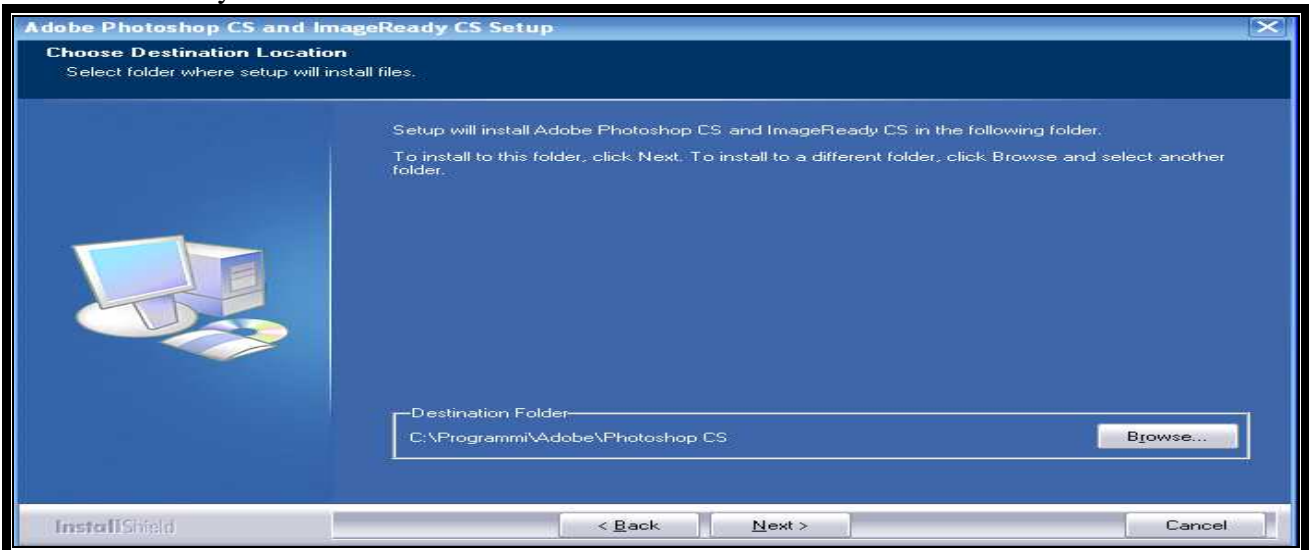 Adobe Photoshop CS and ImageReady CS Setup
Choose Destination Location
Select folder where setup will install files.
Setup will install Adobe Photoshop CS and ImageReady CS in the following folder.
To install to this folder, click Next. To install to a different folder, click Browse and select another
folder.
Destination Folder
C:\Programmi\Adobe\Photoshop CS
Browse...
InstallShield
< Back
Next >
Cancel